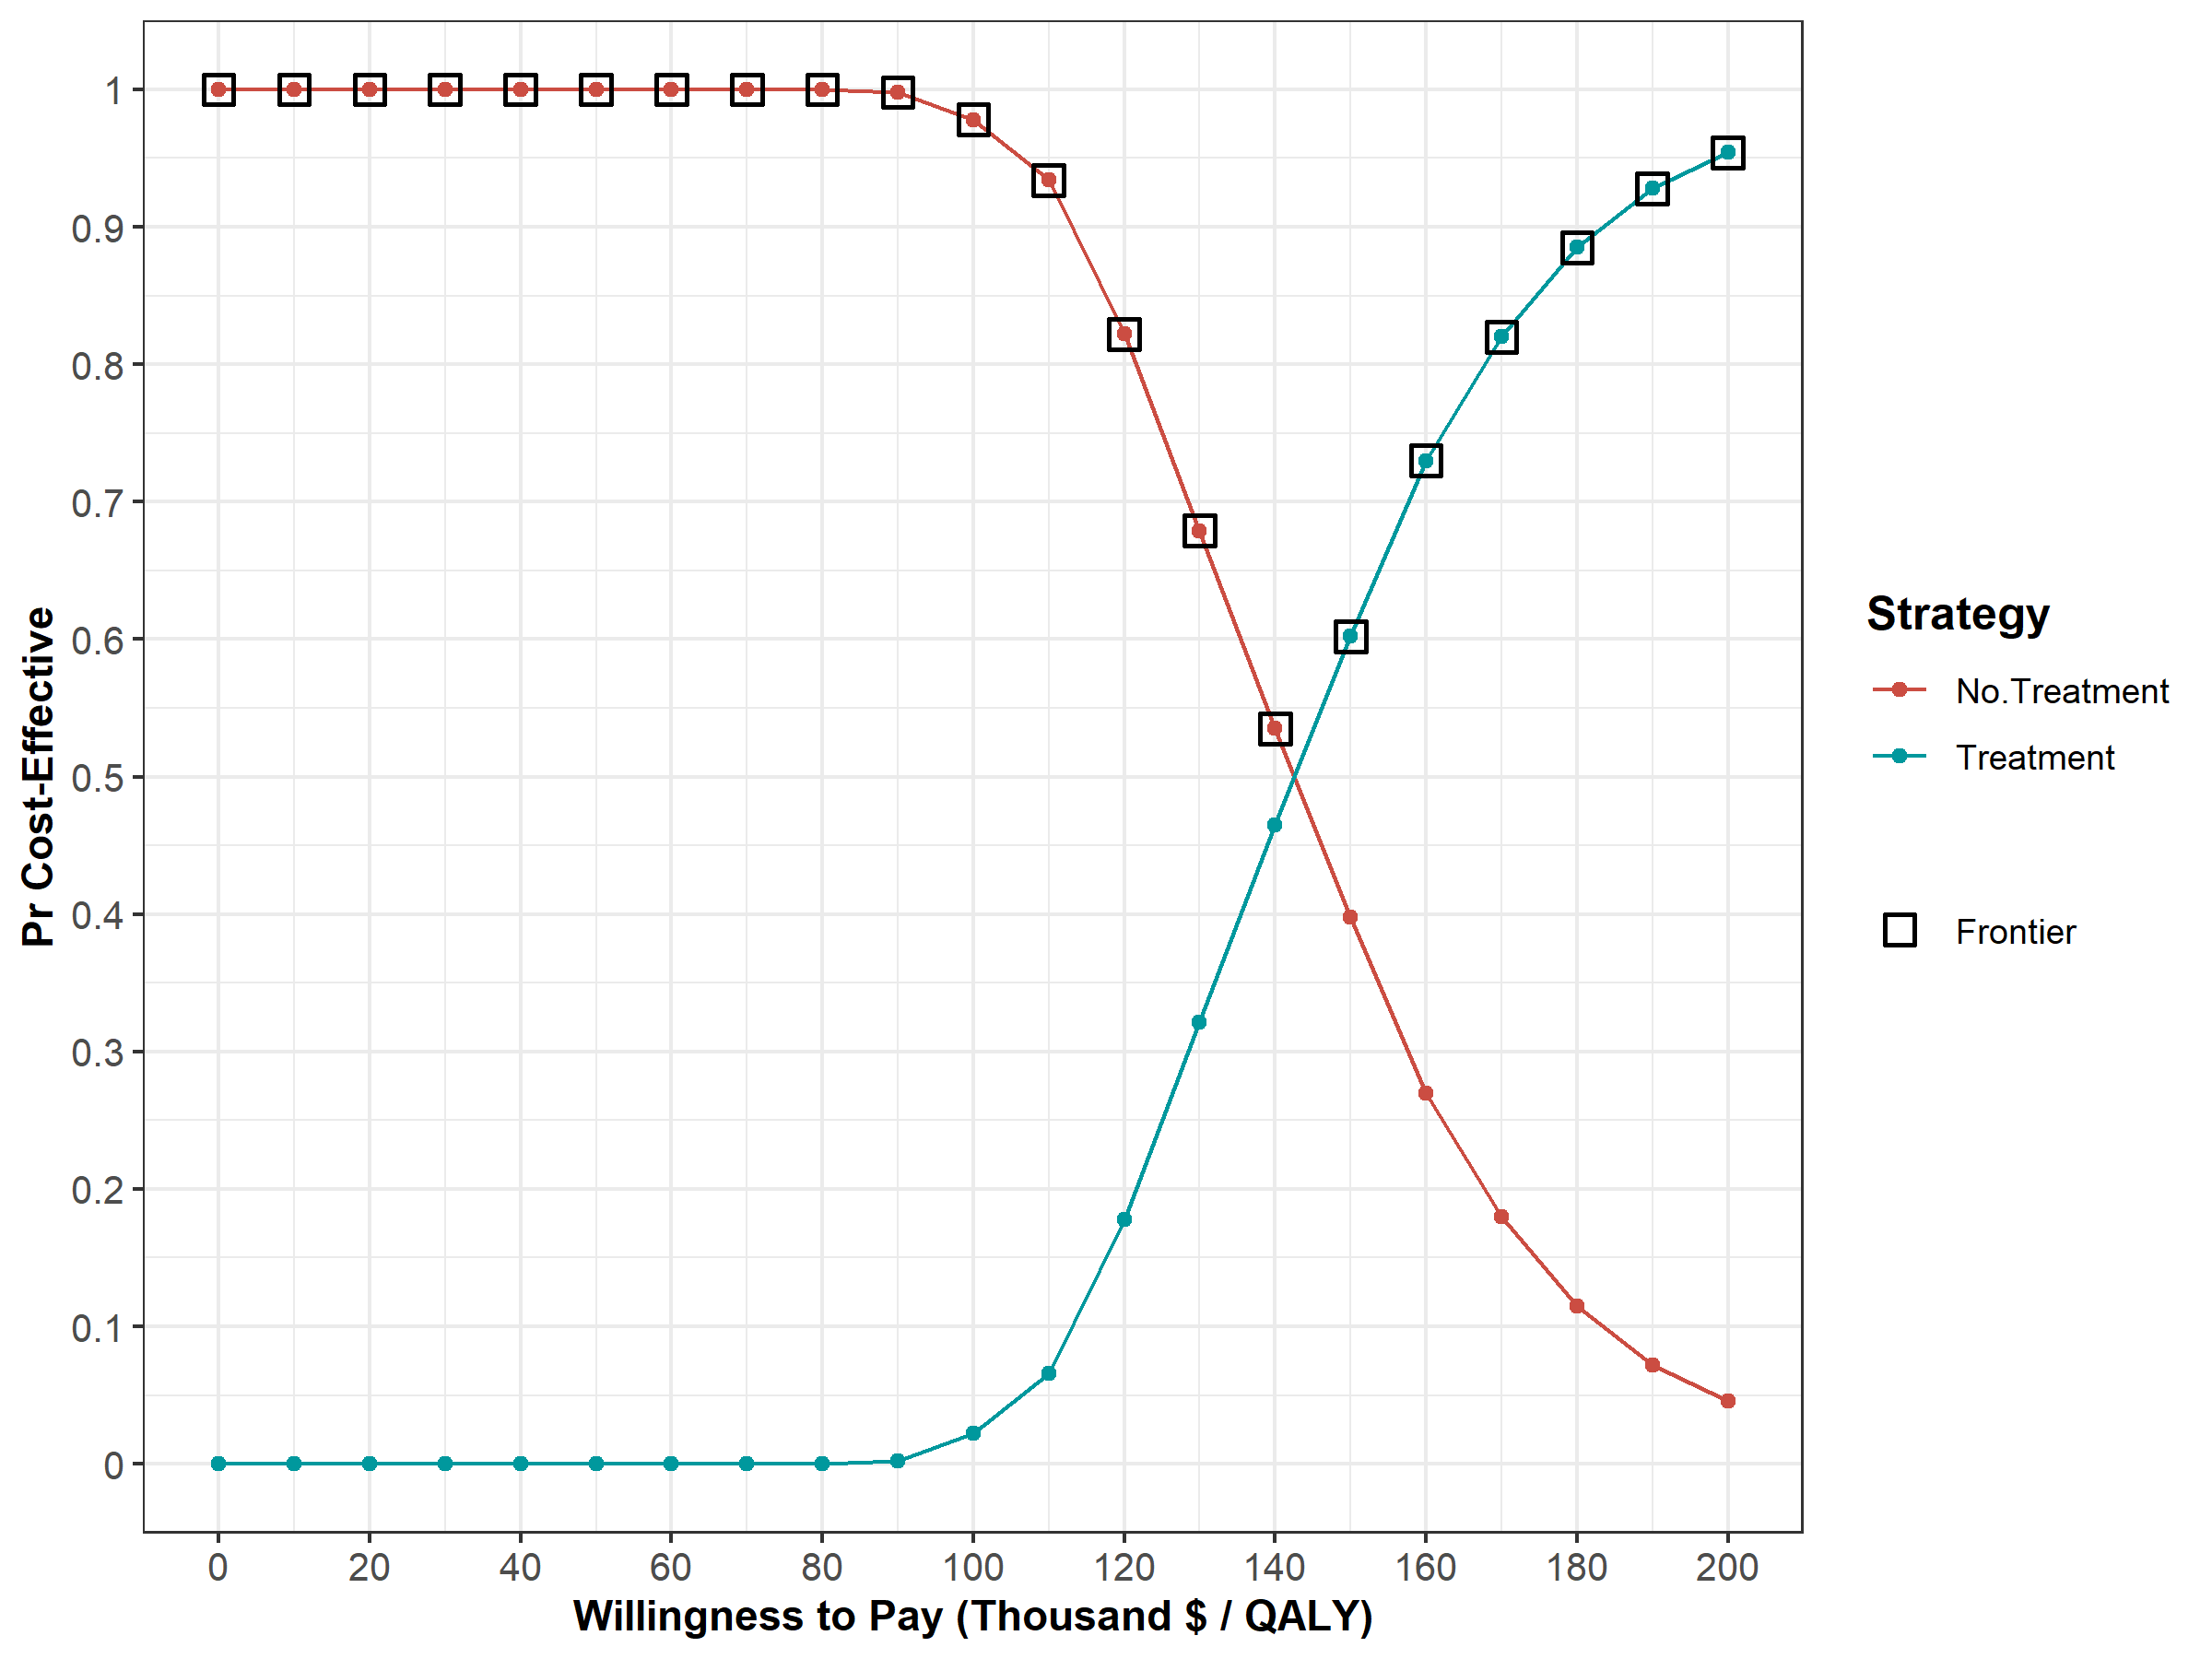 1
0.9
0.8
0.7
0.6
0.5
0.4
0.3
0.2
0.1
0
Pr Cost-Effective
0 20 40 60 80 100 120 140 160 180 200
Willingness to Pay (Thousand $ / QALY)
Strategy
No.Treatment
Treatment
Frontier